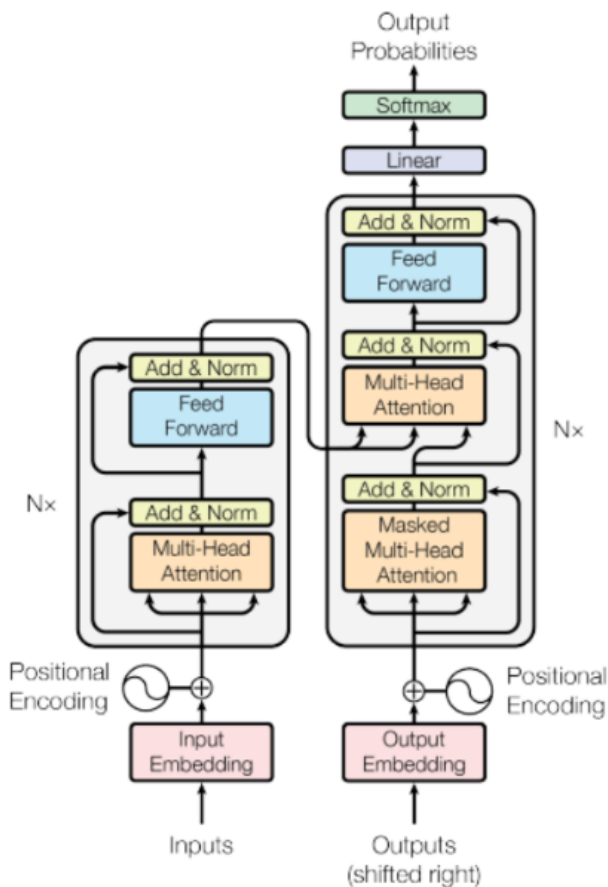 Output
Probabilities
Softmax
Linear
Add & Norm
Feed
Forward
Add & Norm
Multi-Head
Attention
Add & Norm
Masked
Multi-Head
Attention
Nx
Add & Norm
Feed
Forward
Add & Norm
Multi-Head
Attention
Nx
Positional
Encoding
Input
Embedding
Inputs
Positional
Encoding
Output
Embedding
Outputs
(shifted right)